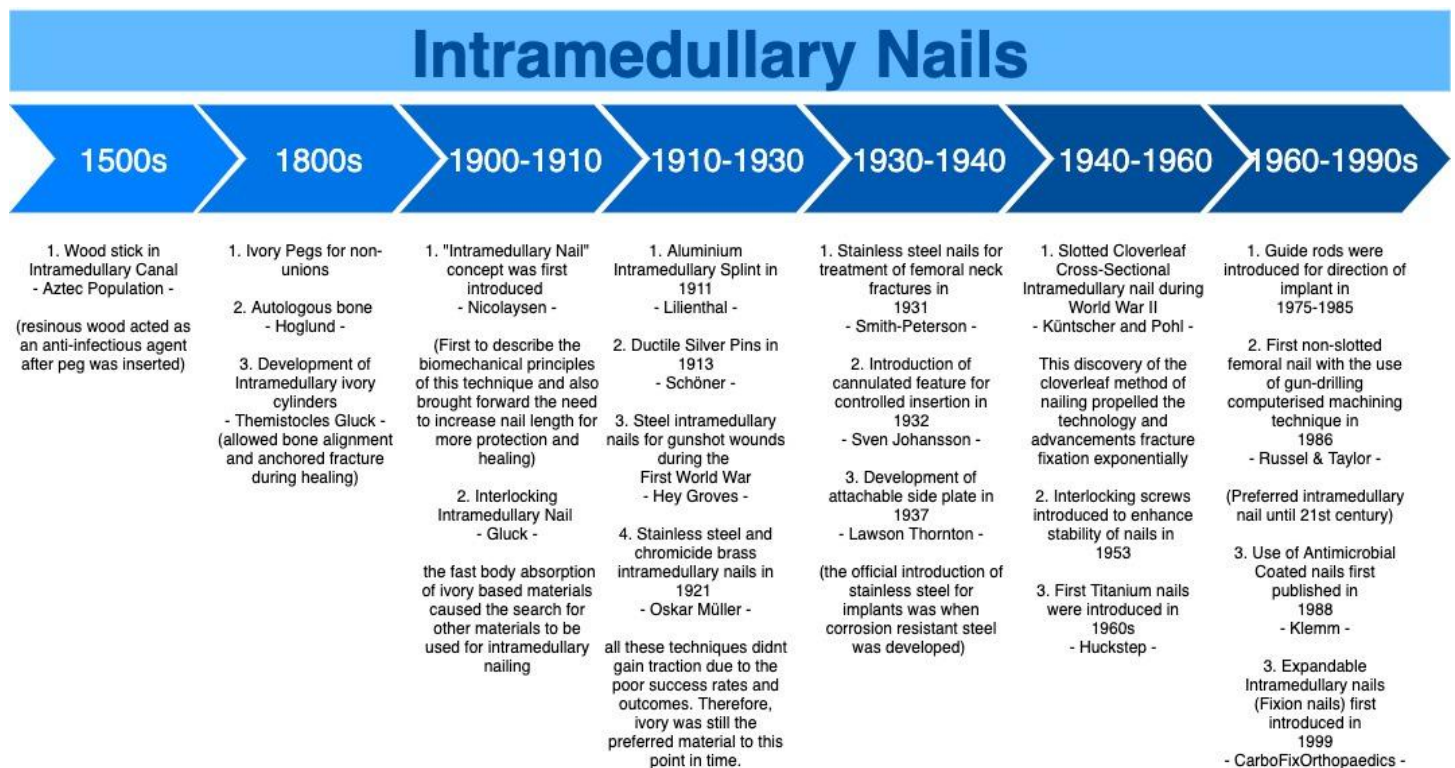 Intramedullary Nails
1500s
1800s
1900-1910
1910-1930
1930-1940
1940-1960
1960-1990s
1. Wood stick in
Intramedullary Canal
- Aztec Population -
(resinous wood acted as
an anti-infectious agent
after peg was inserted)
1. Ivory Pegs for non-
unions
2. Autologous bone
- Hoglund -
3. Development of
Intramedullary ivory
cylinders
- Themistocles Gluck -
(allowed bone alignment
and anchored fracture
during healing)
1. "Intramedullary Nail"
concept was first
introduced
- Nicolaysen -
(First to describe the
biomechanical principles
of this technique and also
brought forward the need
to increase nail length for
more protection and
healing)
2. Interlocking
Intramedullary Nail
- Gluck -
the fast body absorption
of ivory based materials
caused the search for
other materials to be
used for intramedullary
nailing
1. Aluminium
Intramedullary Splint in
1911
- Lilienthal -
2. Ductile Silver Pins in
1913
- Schöner -
3. Steel intramedullary
nails for gunshot wounds
during the
First World War
- Hey Groves -
4. Stainless steel and
chromicide brass
intramedullary nails in
1921
- Oskar Müller -
all these techniques didnt
gain traction due to the
poor success rates and
outcomes. Therefore,
ivory was still the
preferred material to this
point in time.
1. Stainless steel nails for
treatment of femoral neck
fractures in
1931
- Smith-Peterson -
2. Introduction of
cannulated feature for
controlled insertion in
1932
- Sven Johansson -
3. Development of
attachable side plate in
1937
- Lawson Thornton -
(the official introduction of
stainless steel for
implants was when
corrosion resistant steel
was developed)
1. Slotted Cloverleaf
Cross-Sectional
Intramedullary nail during
World War II
- Küntscher and Pohl -
This discovery of the
cloverleaf method of
nailing propelled the
technology and
advancements fracture
fixation exponentially
2. Interlocking screws
introduced to enhance
stability of nails in
1953
3. First Titanium nails
were introduced in
1960s
- Huckstep -
1. Guide rods were
introduced for direction of
implant in
1975-1985
2. First non-slotted
femoral nail with the use
of gun-drilling
computerised machining
technique in
1986
- Russel & Taylor -
(Preferred intramedullary
nail until 21st century)
3. Use of Antimicrobial
Coated nails first
published in
1988
- Klemm -
3. Expandable
Intramedullary nails
(Fixion nails) first
introduced in
1999
- CarboFixOrthopaedics -